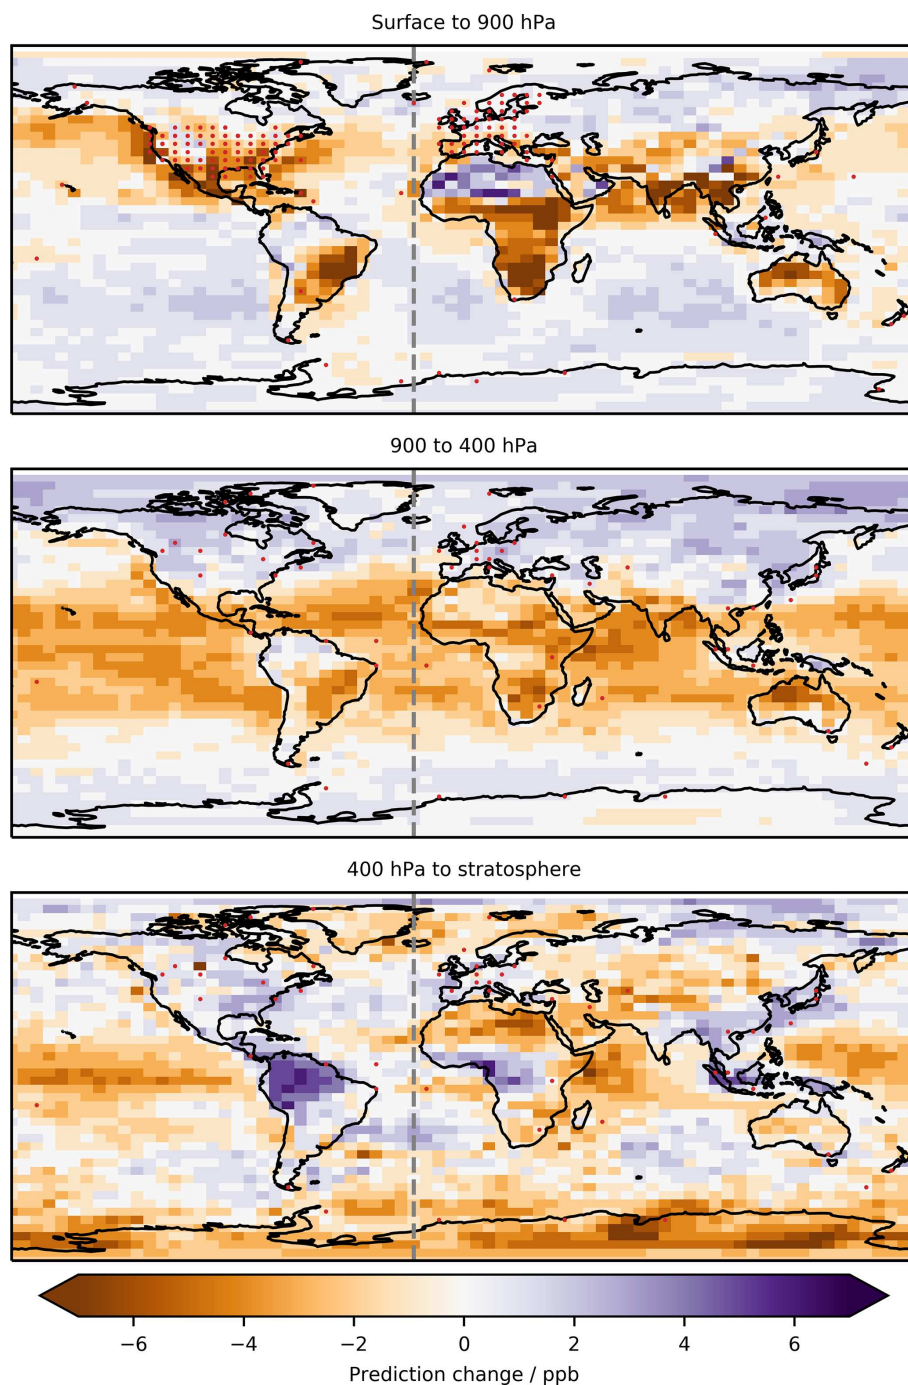 Surface to 900 hPa
900 to 400 hPa
400 hPa to stratosphere
−6 −4 −2 0 2 4 6
Prediction change / ppb